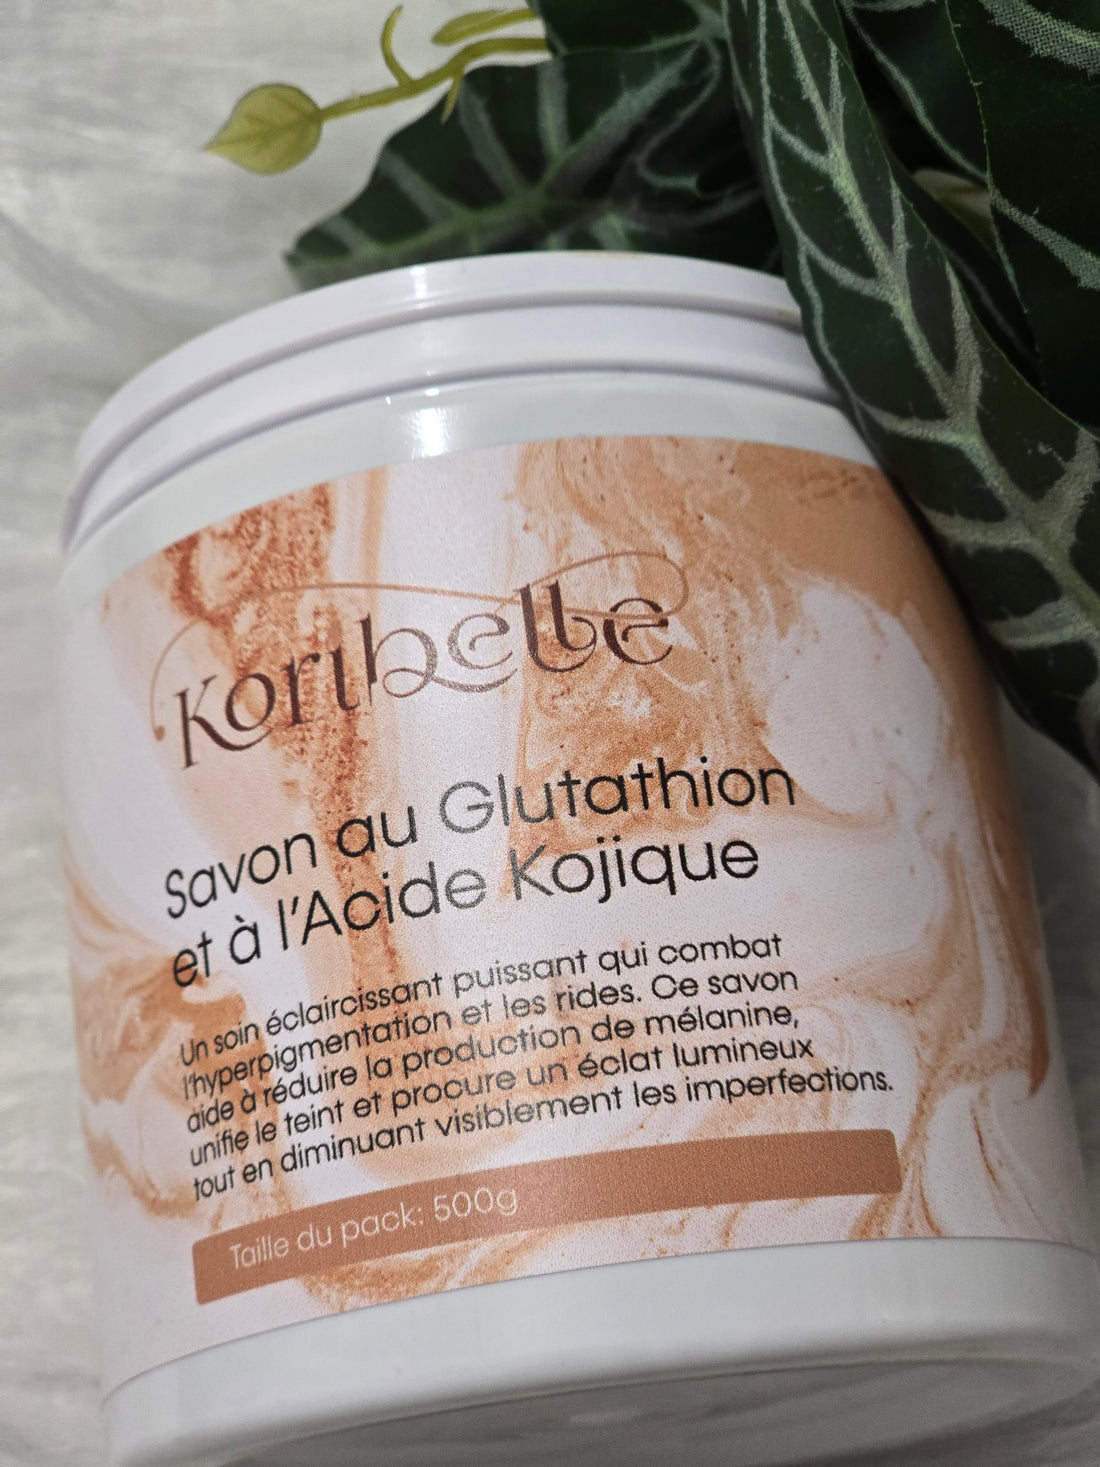 Koribelle
Savon au Glutathion
et à l'Acide Kojique
Un soin éclaircissant puissant qui combat
l'hyperpigmentation et les rides. Ce savon
aide à réduire la production de mélanine,
unifie le teint et procure un éclat lumineux
tout en diminuant visiblement les imperfections.
Taille du pack: 500g